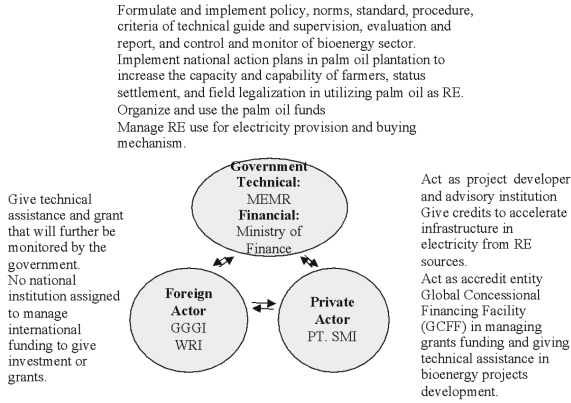 Formulate and implement policy, norms, standard, procedure,
criteria of technical guide and supervision, evaluation and
report, and control and monitor of bioenergy sector.
Implement national action plans in palm oil plantation to
increase the capacity and capability of farmers, status
settlement, and field legalization in utilizing palm oil as RE.
Organize and use the palm oil funds
Manage RE use for electricity provision and buying
mechanism.
Government
Technical:
MEMR
Financial:
Ministry of
Finance
Give technical
assistance and grant
that will further be
monitored by the
government.
No national
institution assigned
to manage
international
funding to give
investment or
grants.
Foreign
Actor
GGGI
WRI
Private
Actor
PT. SMI
Act as project developer
and advisory institution
Give credits to accelerate
infrastructure in
electricity from RE
sources.
Act as accredit entity
Global Concessional
Financing Facility
(GCFF) in managing
grants funding and giving
technical assistance in
bioenergy projects
development.